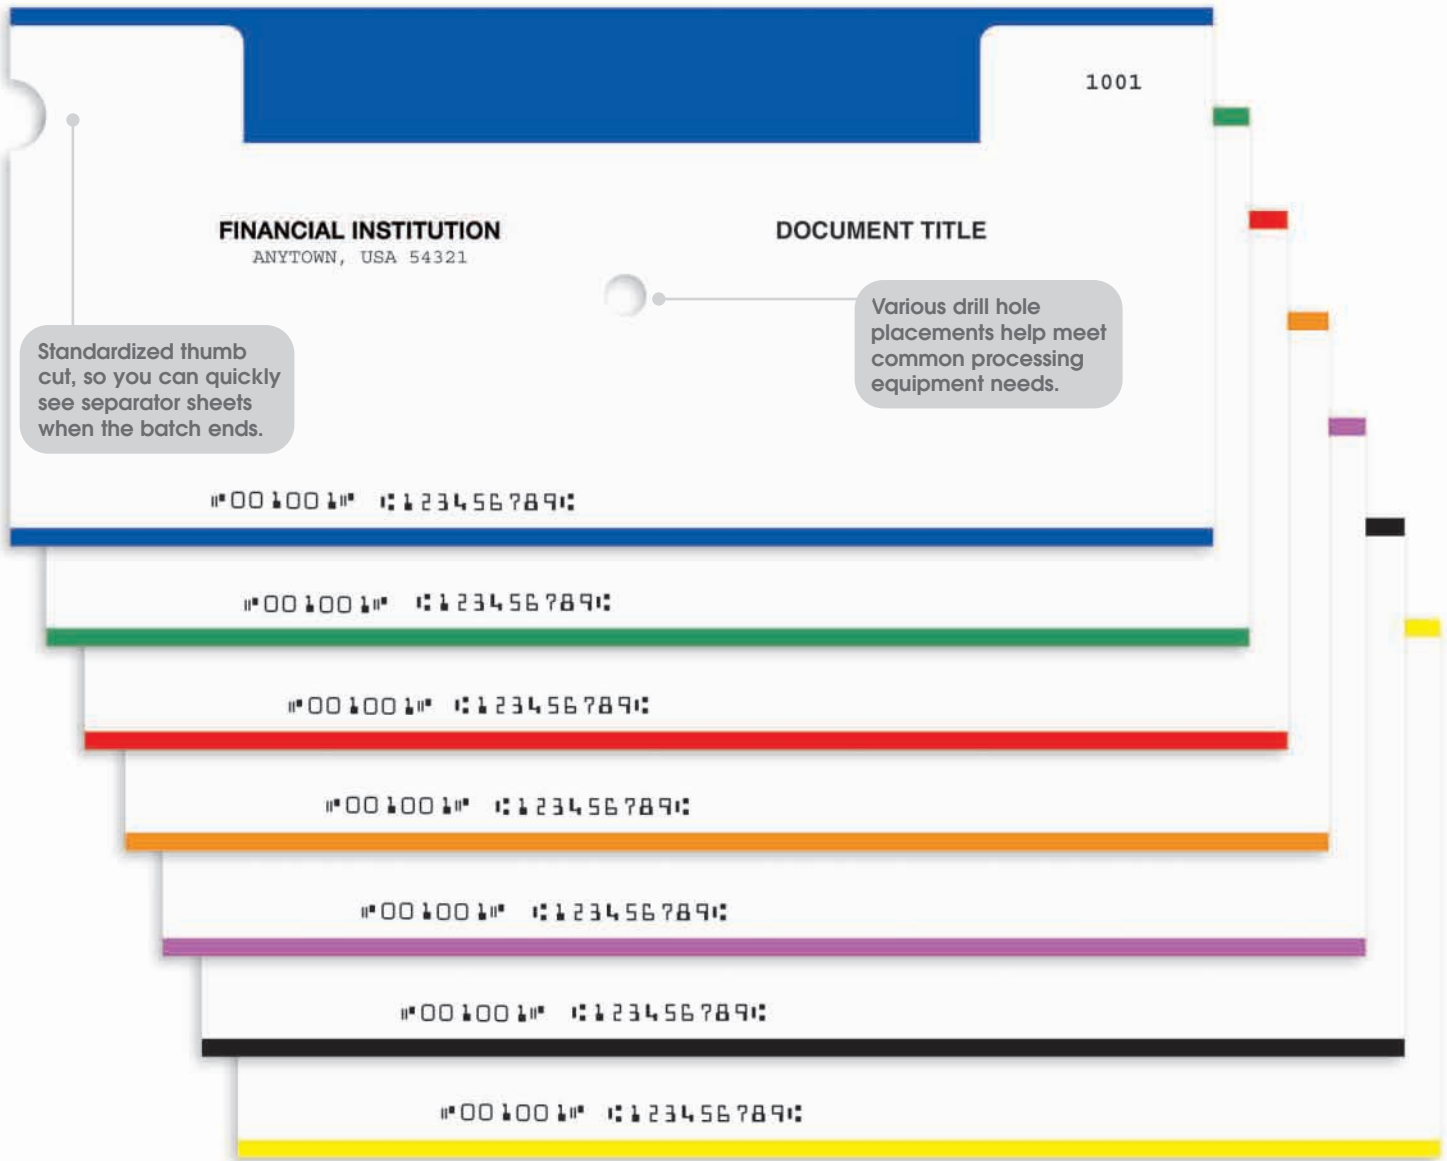 1001
FINANCIAL INSTITUTION
ANYTOWN, USA 54321
DOCUMENT TITLE
Various drill hole
placements help meet
common processing
equipment needs.
Standardized thumb
cut, so you can quickly
see separator sheets
when the batch ends.
⑈001001⑈ ⑆123456789⑆
⑈001001⑈ ⑆123456789⑆
⑈001001⑈ ⑆123456789⑆
⑈001001⑈ ⑆123456789⑆
⑈001001⑈ ⑆123456789⑆
⑈001001⑈ ⑆123456789⑆
⑈001001⑈ ⑆123456789⑆